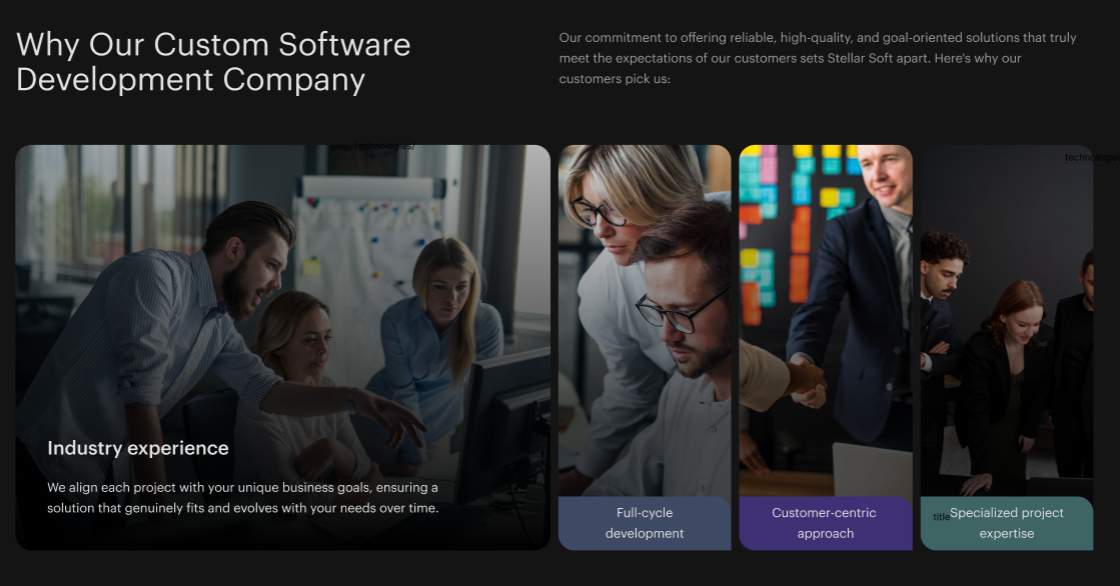 Why Our Custom Software
Development Company
Our commitment to offering reliable, high-quality, and goal-oriented solutions that truly
meet the expectations of our customers sets Stellar Soft apart. Here's why our
customers pick us:
technologies/
technologies
Industry experience
We align each project with your unique business goals, ensuring a
solution that genuinely fits and evolves with your needs over time.
Full-cycle
development
Customer-centric
approach
title
Specialized project
expertise